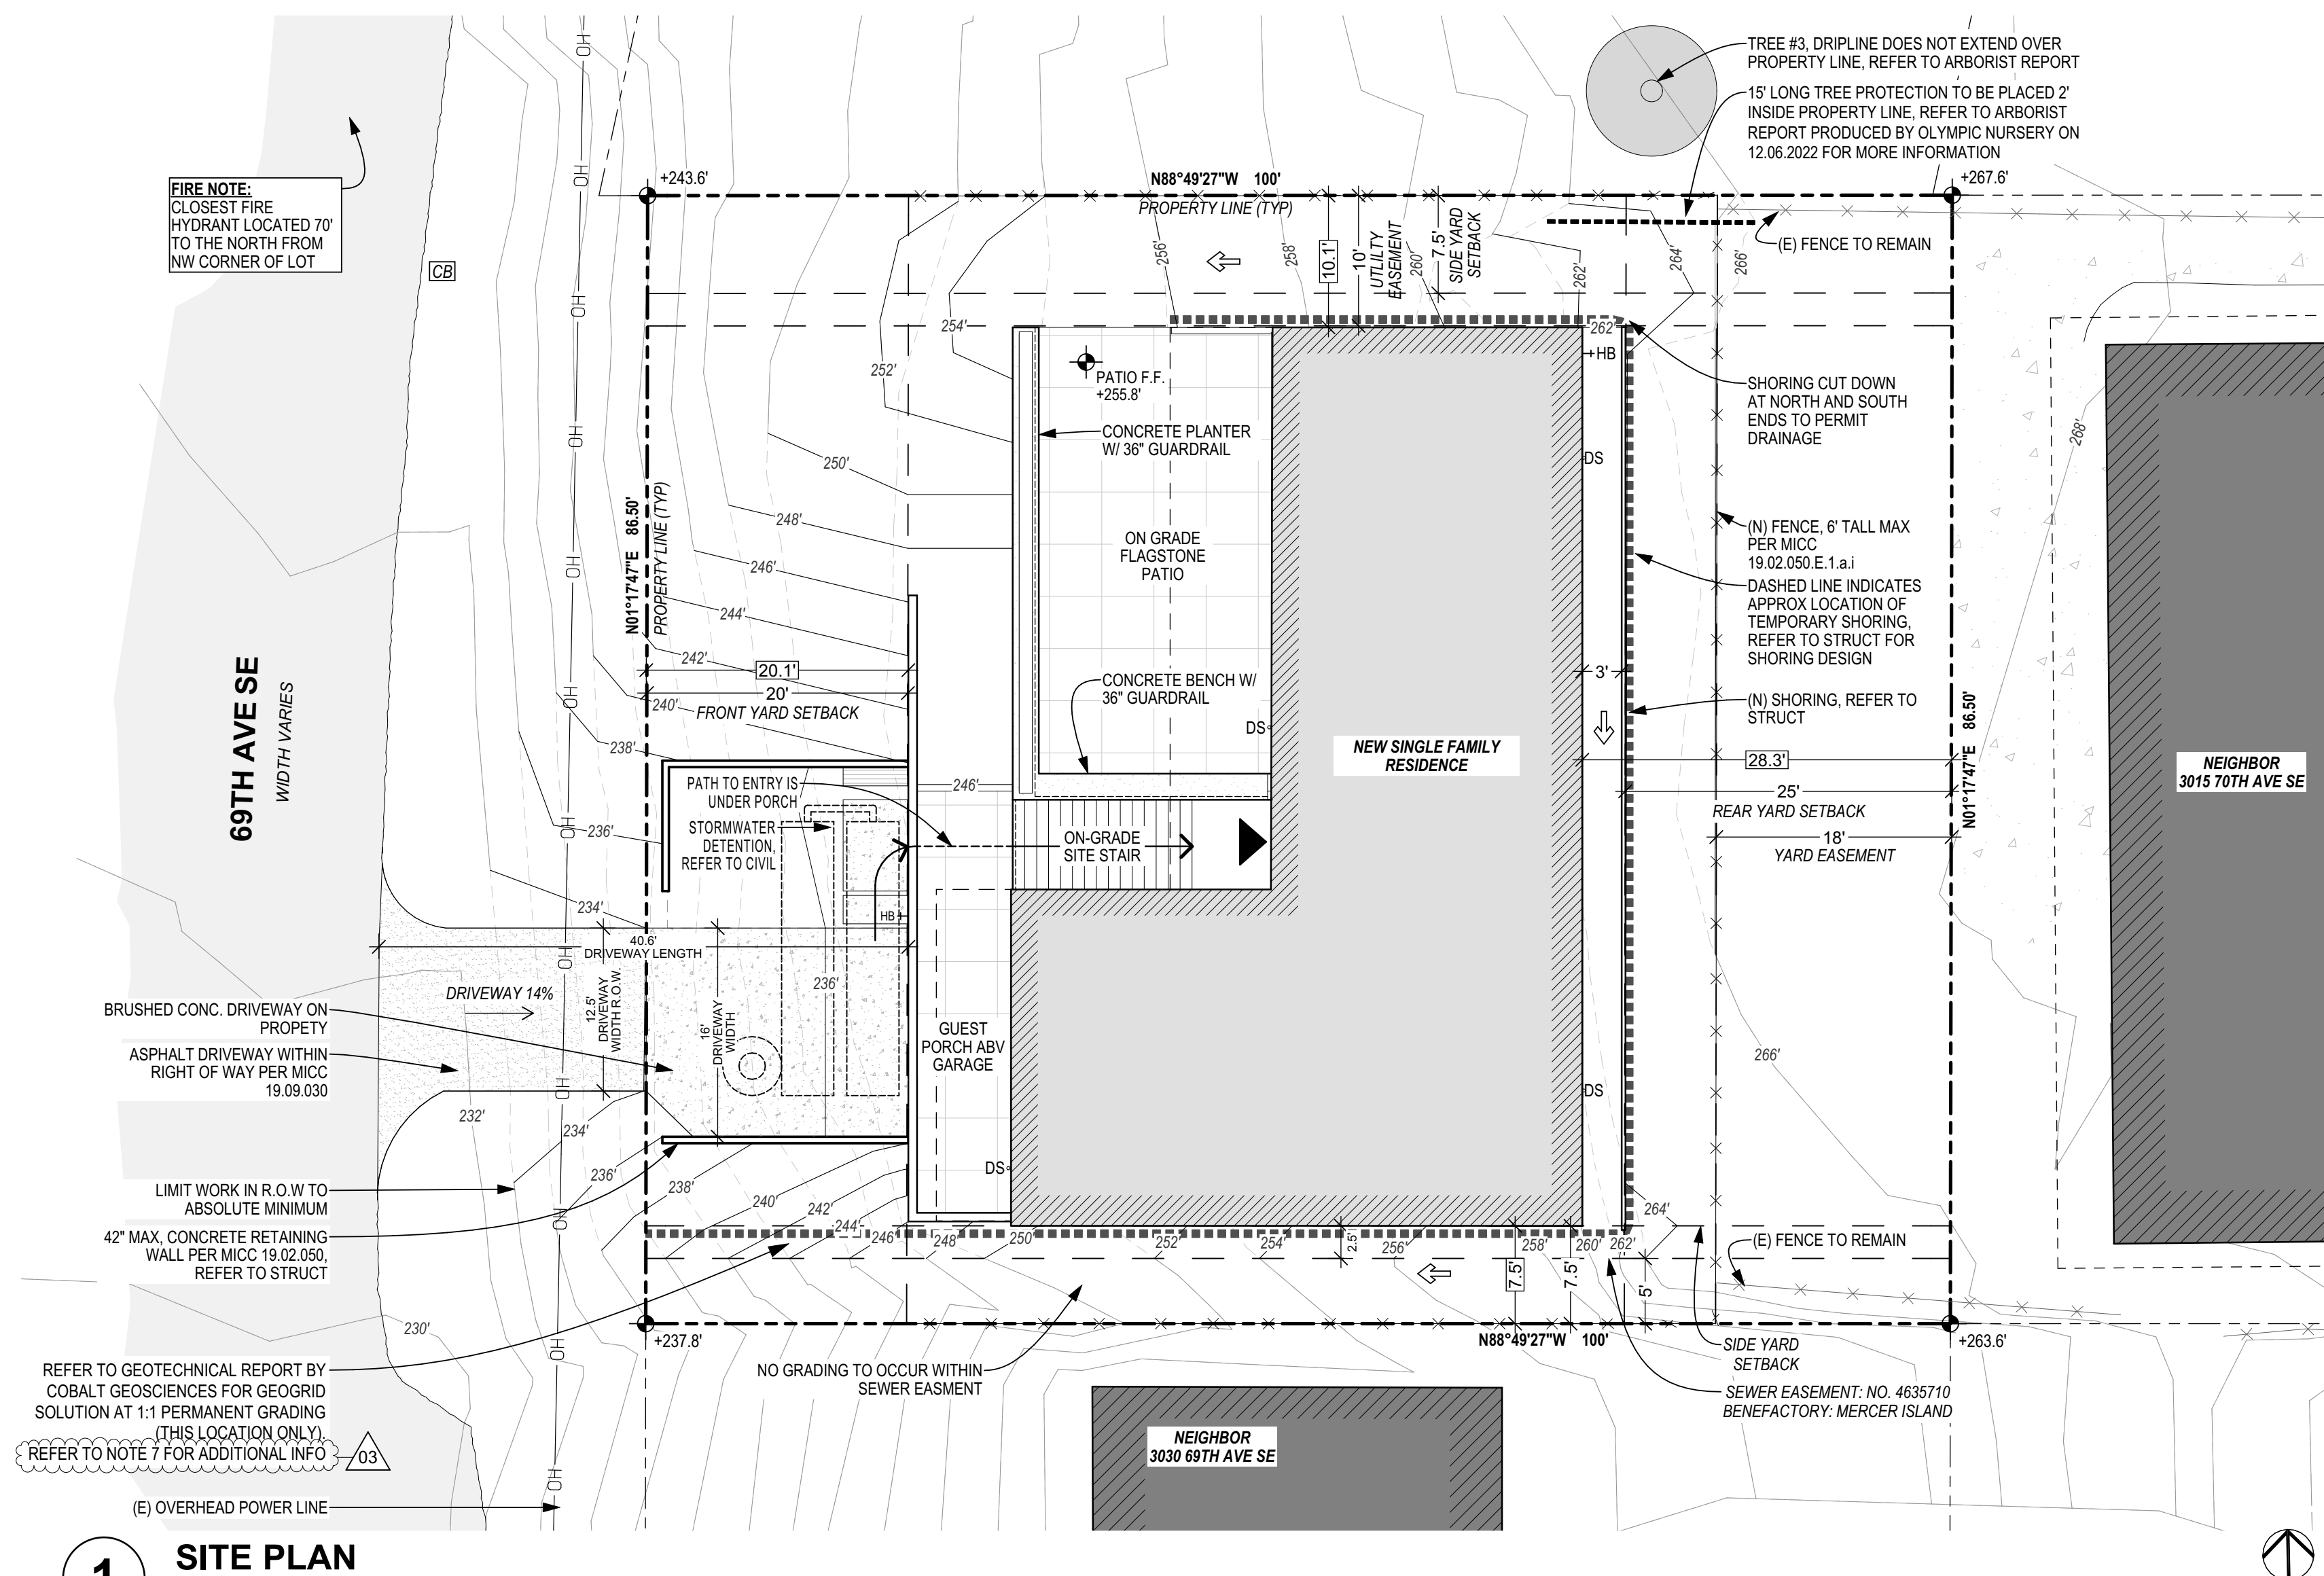 TREE #3, DRIPLINE DOES NOT EXTEND OVER
PROPERTY LINE, REFER TO ARBORIST REPORT
15' LONG TREE PROTECTION TO BE PLACED 2'
INSIDE PROPERTY LINE, REFER TO ARBORIST
REPORT PRODUCED BY OLYMPIC NURSERY ON
12.06.2022 FOR MORE INFORMATION
FIRE NOTE:
CLOSEST FIRE
HYDRANT LOCATED 70'
TO THE NORTH FROM
NW CORNER OF LOT
CB
OH
OH
OH
OH
OH
OH
OH
OH
OH
OH
OH
OH
OH
+243.6'
N88°49'27"W 100'
PROPERTY LINE (TYP)
+267.6'
(E) FENCE TO REMAIN
256'
258'
10.1'
10'
UTLILTY
EASEMENT
260'
7.5'
SIDE YARD
SETBACK
262'
264'
266'
254'
252'
250'
248'
246'
244'
242'
240'
238'
236'
234'
262'
HB
PATIO F.F.
+255.8'
CONCRETE PLANTER
W/ 36" GUARDRAIL
SHORING CUT DOWN
AT NORTH AND SOUTH
ENDS TO PERMIT
DRAINAGE
268'
DS
N01°17'47"E 86.50'
PROPERTY LINE (TYP)
ON GRADE
FLAGSTONE
PATIO
(N) FENCE, 6' TALL MAX
PER MICC
19.02.050.E.1.a.i
DASHED LINE INDICATES
APPROX LOCATION OF
TEMPORARY SHORING,
REFER TO STRUCT FOR
SHORING DESIGN
69TH AVE SE
WIDTH VARIES
20.1'
20'
FRONT YARD SETBACK
CONCRETE BENCH W/
36" GUARDRAIL
DS
3'
(N) SHORING, REFER TO
STRUCT
NEW SINGLE FAMILY
RESIDENCE
28.3'
25'
REAR YARD SETBACK
18'
YARD EASEMENT
N01°17'47"E 86.50'
NEIGHBOR
3015 70TH AVE SE
PATH TO ENTRY IS
UNDER PORCH
STORMWATER
DETENTION,
REFER TO CIVIL
246'
ON-GRADE
SITE STAIR
HB
40.6'
DRIVEWAY LENGTH
DRIVEWAY 14%
12.5'
DRIVEWAY
WIDTH R.O.W.
16'
DRIVEWAY
WIDTH
236'
GUEST
PORCH ABV
GARAGE
BRUSHED CONC. DRIVEWAY ON
PROPETY
ASPHALT DRIVEWAY WITHIN
RIGHT OF WAY PER MICC
19.09.030
266'
DS
232'
234'
236'
238'
240'
242'
244'
246'
248'
250'
252'
254'
2.5'
256'
258'
260'
262'
264'
DS
LIMIT WORK IN R.O.W TO
ABSOLUTE MINIMUM
42" MAX, CONCRETE RETAINING
WALL PER MICC 19.02.050,
REFER TO STRUCT
(E) FENCE TO REMAIN
7.5'
7.5'
5'
230'
+237.8'
N88°49'27"W 100'
+263.6'
NO GRADING TO OCCUR WITHIN
SEWER EASMENT
SIDE YARD
SETBACK
SEWER EASEMENT: NO. 4635710
BENEFACTORY: MERCER ISLAND
REFER TO GEOTECHNICAL REPORT BY
COBALT GEOSCIENCES FOR GEOGRID
SOLUTION AT 1:1 PERMANENT GRADING
(THIS LOCATION ONLY).
REFER TO NOTE 7 FOR ADDITIONAL INFO
03
NEIGHBOR
3030 69TH AVE SE
(E) OVERHEAD POWER LINE
1
SITE PLAN